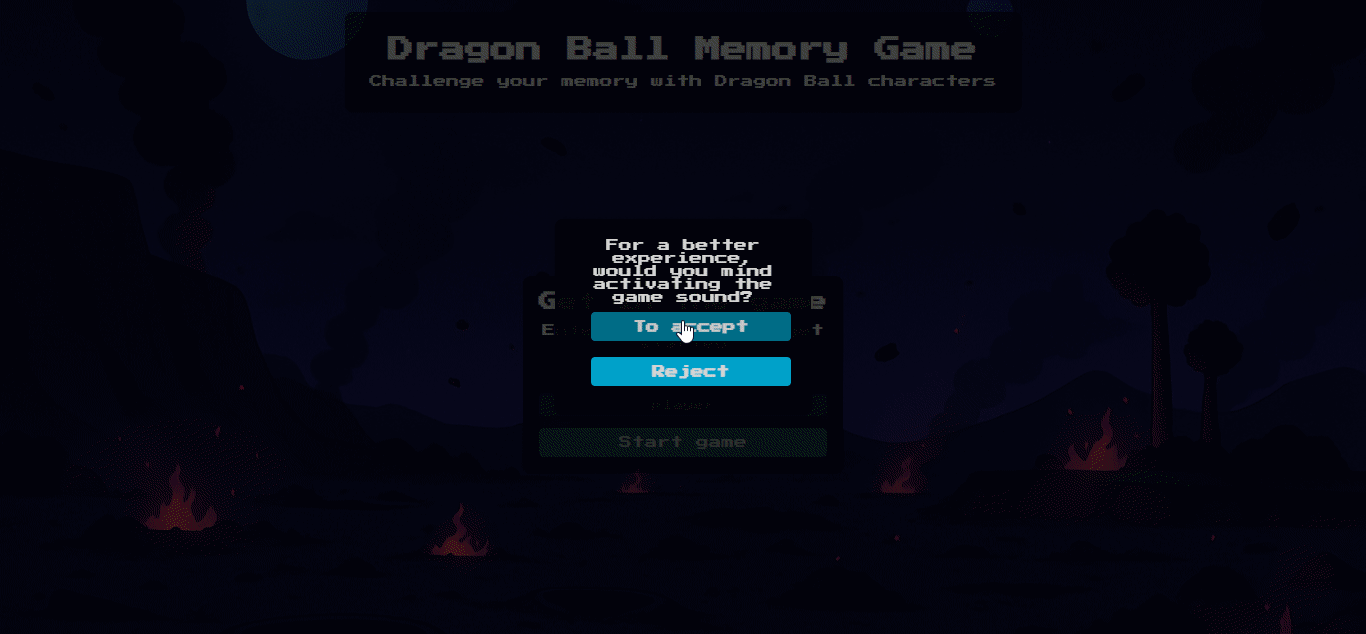 Dragon Ball Memory Game
Challenge your memory with Dragon Ball characters
For a better
experience,
would you mind
activating the
game sound?
To accept
Reject
player
Start game